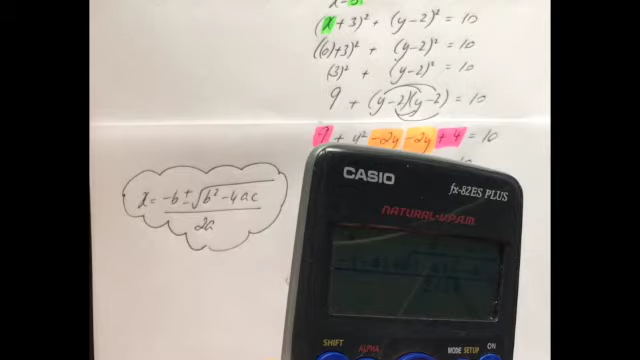 (x+3)² + (y-2)² = 10
((6)+3)² + (y-2)² = 10
(3)² + (y-2)² = 10
9 + (y-2)(y-2) = 10
9 + y² -2y -2y + 4 = 10
x = -b ± √b² - 4ac
2a
CASIO
fx-82ES PLUS
NATURAL-V.P.A.M.
SHIFT ALPHA MODE SETUP ON